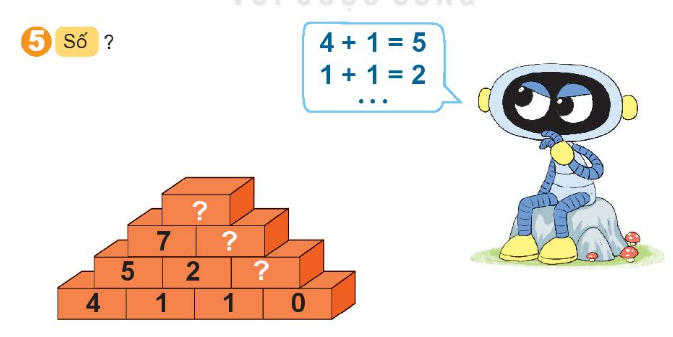 5 Số ?
4 + 1 = 5
1 + 1 = 2
...
?
7 ?
5 2 ?
4 1 1 0